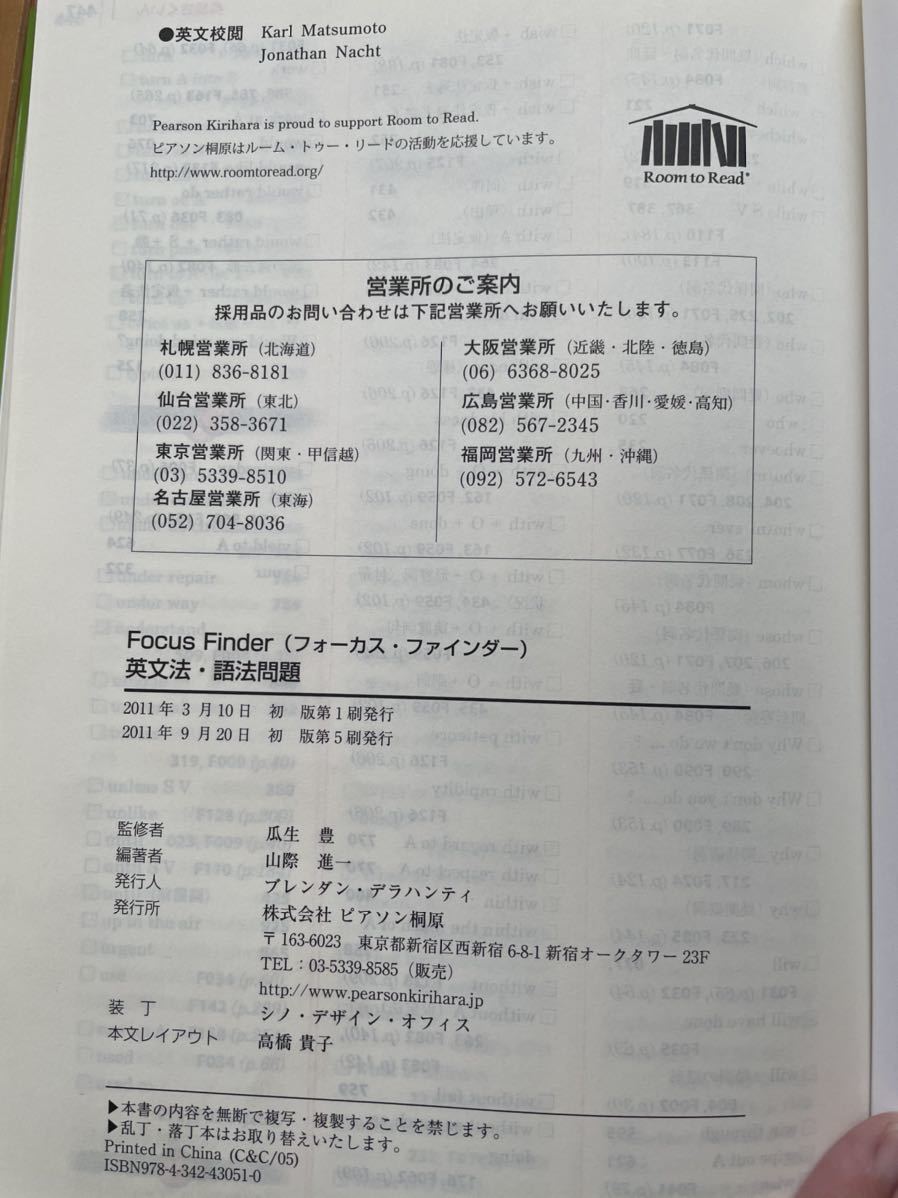 ●英文校閲 Karl Matsumoto
Jonathan Nacht
Pearson Kirihara is proud to support Room to Read.
ピアソン桐原はルーム・トゥー・リードの活動を応援しています。
http://www.roomtoread.org/
Room to Read®
営業所のご案内
採用品のお問い合わせは下記営業所へお願いいたします。
札幌営業所（北海道）
(011) 836-8181
仙台営業所（東北）
(022) 358-3671
東京営業所（関東・甲信越）
(03) 5339-8510
名古屋営業所（東海）
(052) 704-8036
大阪営業所（近畿・北陸・徳島）
(06) 6368-8025
広島営業所（中国・香川・愛媛・高知）
(082) 567-2345
福岡営業所（九州・沖縄）
(092) 572-6543
Focus Finder（フォーカス・ファインダー）
英文法・語法問題
2011年3月10日 初 版第1刷発行
2011年9月20日 初 版第5刷発行
監修者 瓜生 豊
編著者 山際 進一
発行人 ブレンダン・デラハンティ
発行所 株式会社 ピアソン桐原
〒163-6023 東京都新宿区西新宿6-8-1新宿オークタワー23F
TEL：03-5339-8585（販売）
http://www.pearsonkirihara.jp
装 丁 シノ・デザイン・オフィス
本文レイアウト 高橋 貴子
▶本書の内容を無断で複写・複製することを禁じます。
▶乱丁・落丁本はお取り替えいたします。
Printed in China (C&C/05)
ISBN978-4-342-43051-0